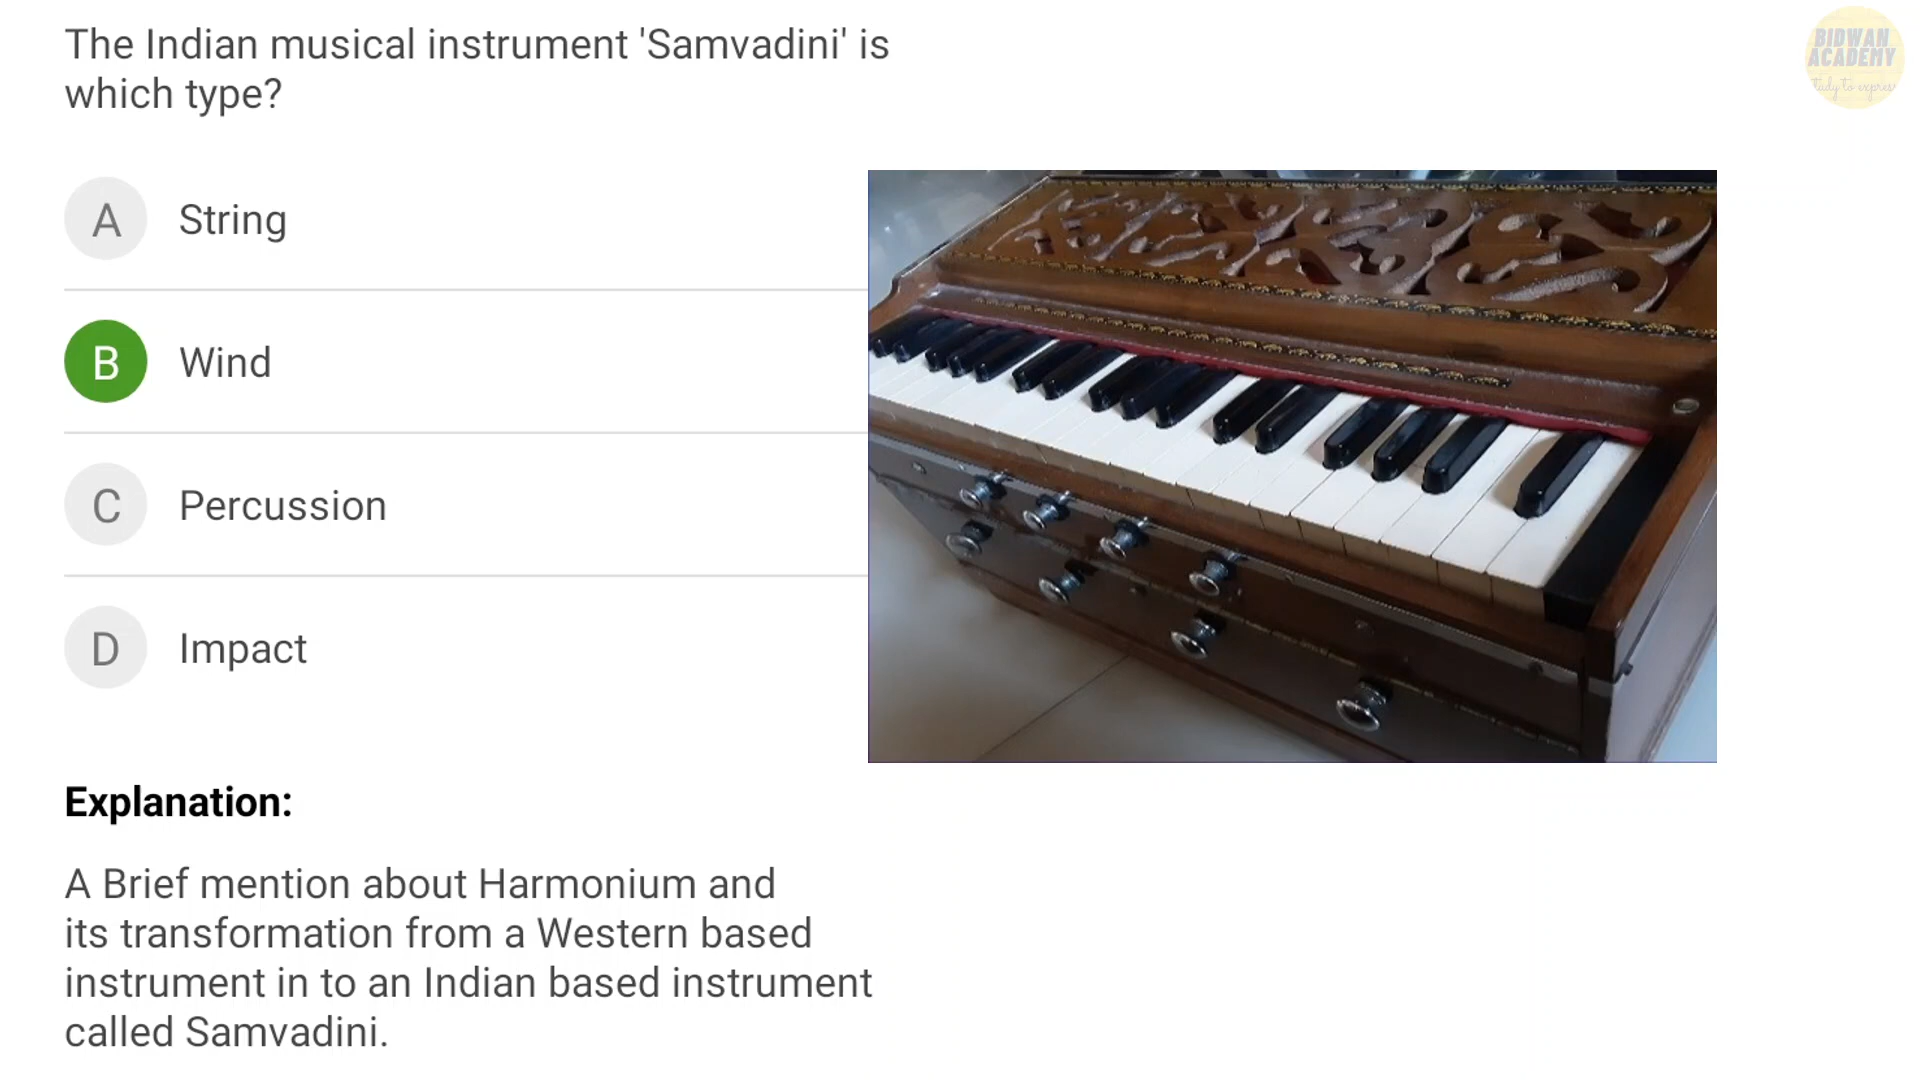 The Indian musical instrument 'Samvadini' is
which type?
BIDWAN
ACADEMY
A String
B Wind
C Percussion
D Impact
Explanation:
A Brief mention about Harmonium and
its transformation from a Western based
instrument in to an Indian based instrument
called Samvadini.